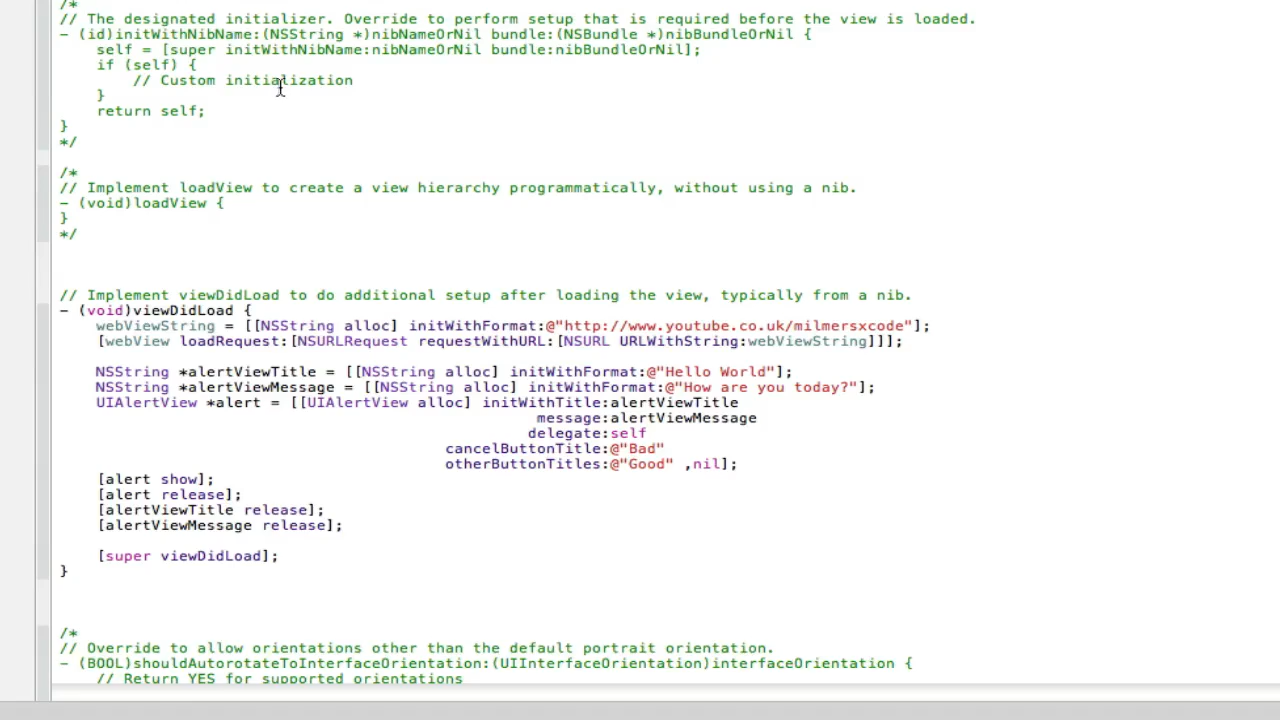 /*
// The designated initializer. Override to perform setup that is required before the view is loaded.
- (id)initWithNibName:(NSString *)nibNameOrNil bundle:(NSBundle *)nibBundleOrNil {
    self = [super initWithNibName:nibNameOrNil bundle:nibBundleOrNil];
    if (self) {
        // Custom initialization
    }
    return self;
}
*/
/*
// Implement loadView to create a view hierarchy programmatically, without using a nib.
- (void)loadView {
}
*/
// Implement viewDidLoad to do additional setup after loading the view, typically from a nib.
- (void)viewDidLoad {
    webViewString = [[NSString alloc] initWithFormat:@"http://www.youtube.co.uk/milmersxcode"];
    [webView loadRequest:[NSURLRequest requestWithURL:[NSURL URLWithString:webViewString]]];
    NSString *alertViewTitle = [[NSString alloc] initWithFormat:@"Hello World"];
    NSString *alertViewMessage = [[NSString alloc] initWithFormat:@"How are you today?"];
    UIAlertView *alert = [[UIAlertView alloc] initWithTitle:alertViewTitle
                                                    message:alertViewMessage
                                                   delegate:self
                                          cancelButtonTitle:@"Bad"
                                          otherButtonTitles:@"Good" ,nil];
    [alert show];
    [alert release];
    [alertViewTitle release];
    [alertViewMessage release];
    [super viewDidLoad];
}
/*
// Override to allow orientations other than the default portrait orientation.
- (BOOL)shouldAutorotateToInterfaceOrientation:(UIInterfaceOrientation)interfaceOrientation {
    // Return YES for supported orientations